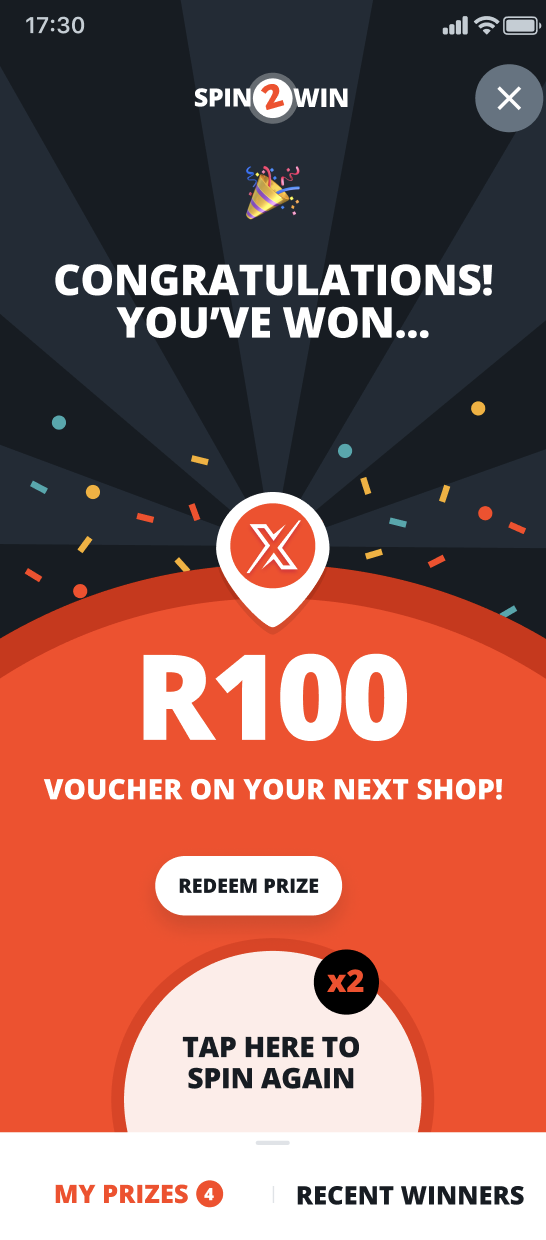 17:30
SPIN 2 WIN
CONGRATULATIONS!
YOU’VE WON...
X
R100
VOUCHER ON YOUR NEXT SHOP!
REDEEM PRIZE
x2
TAP HERE TO
SPIN AGAIN
MY PRIZES 4
RECENT WINNERS